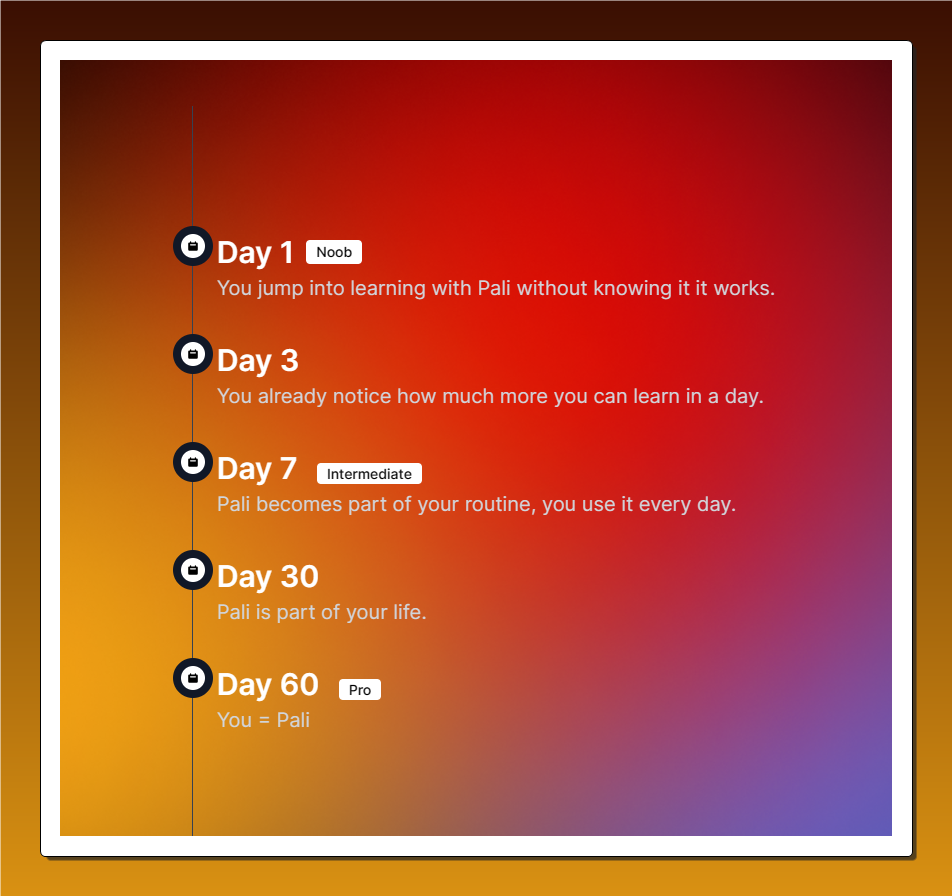 Day 1 Noob
You jump into learning with Pali without knowing it it works.
Day 3
You already notice how much more you can learn in a day.
Day 7 Intermediate
Pali becomes part of your routine, you use it every day.
Day 30
Pali is part of your life.
Day 60 Pro
You = Pali